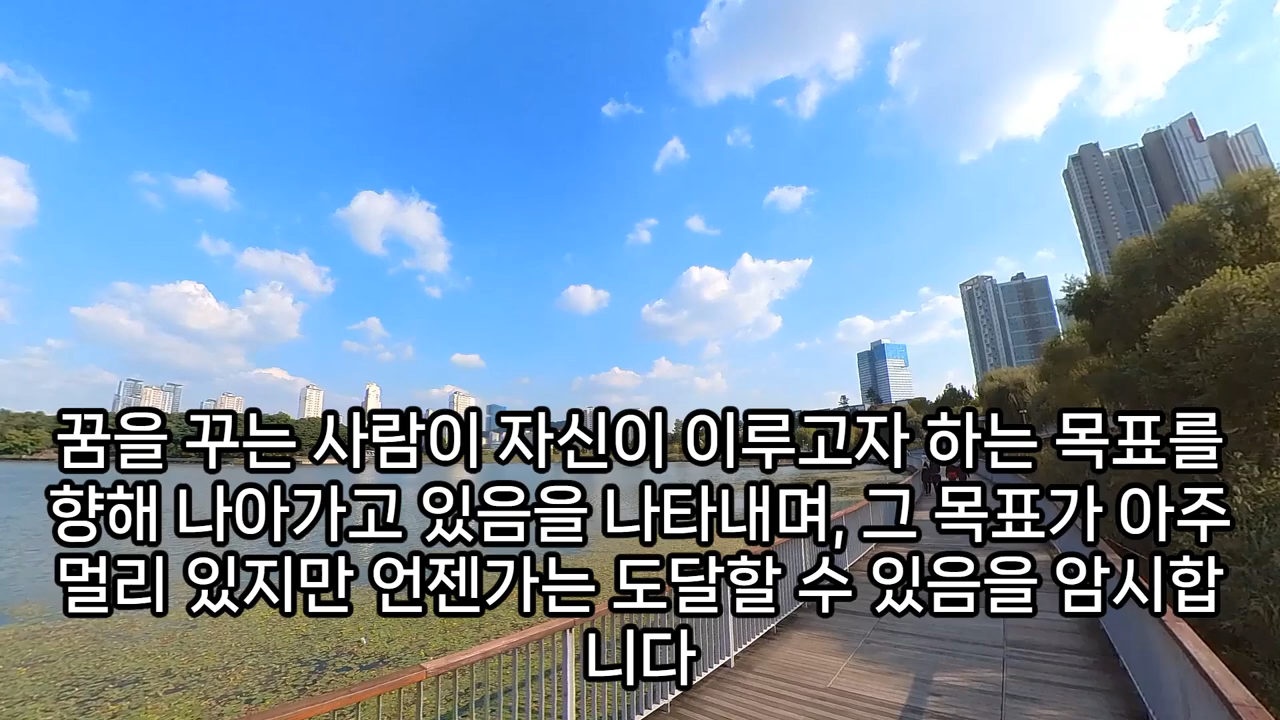 꿈을 꾸는 사람이 자신이 이루고자 하는 목표를
향해 나아가고 있음을 나타내며, 그 목표가 아주
멀리 있지만 언젠가는 도달할 수 있음을 암시합
니다